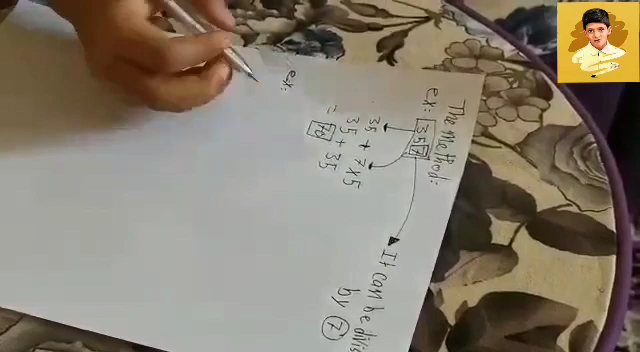 The Method:
ex: 357 It can be divis
by 7
35 + 7x5
35 + 35
= 70
ex: